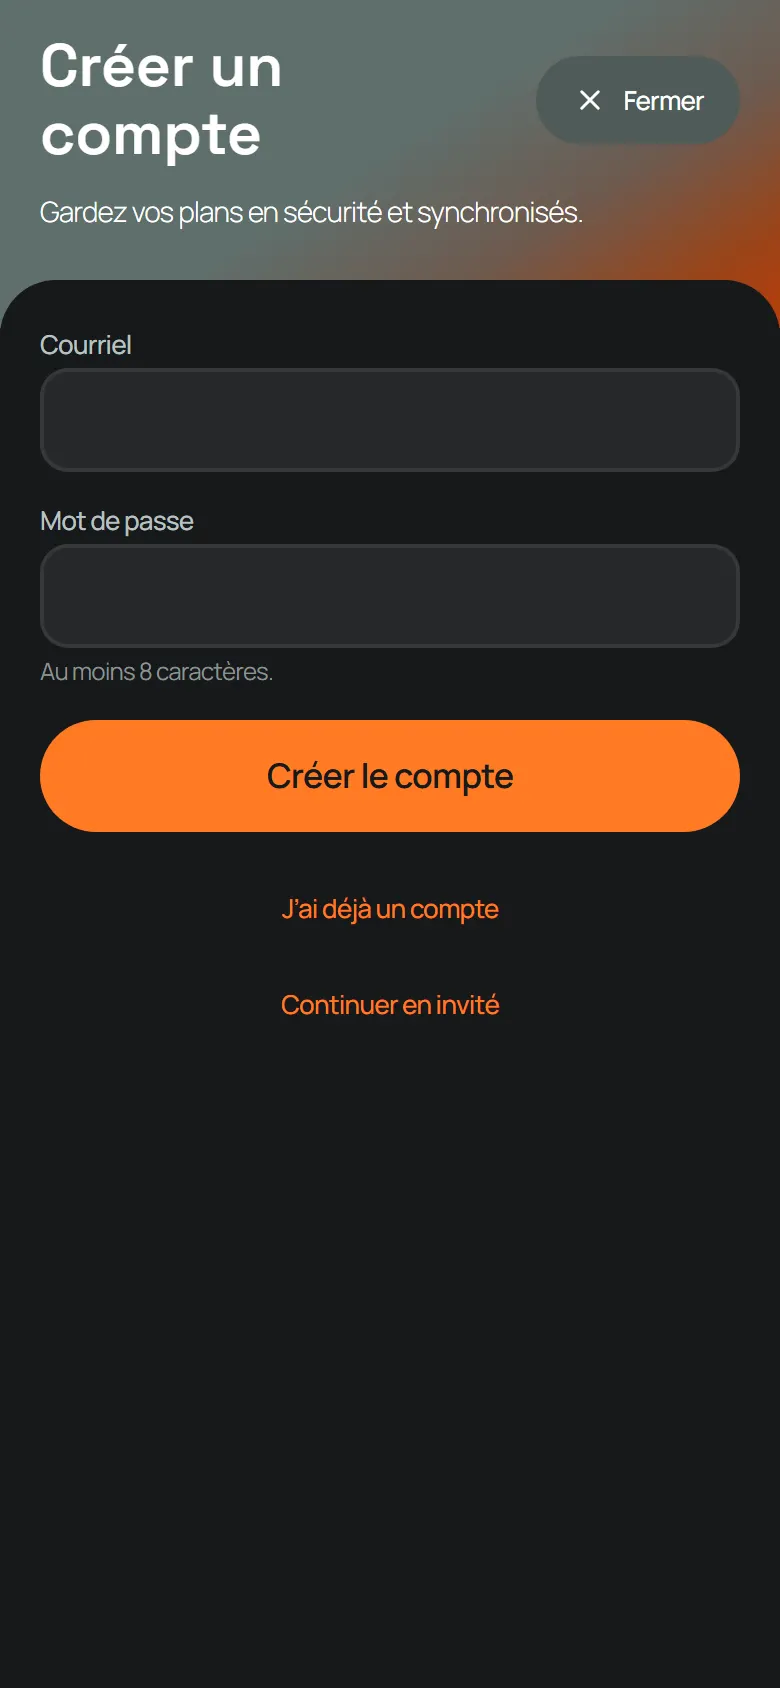 Créer un
compte
Fermer
Gardez vos plans en sécurité et synchronisés.
Courriel
Mot de passe
Au moins 8 caractères.
Créer le compte
J’ai déjà un compte
Continuer en invité